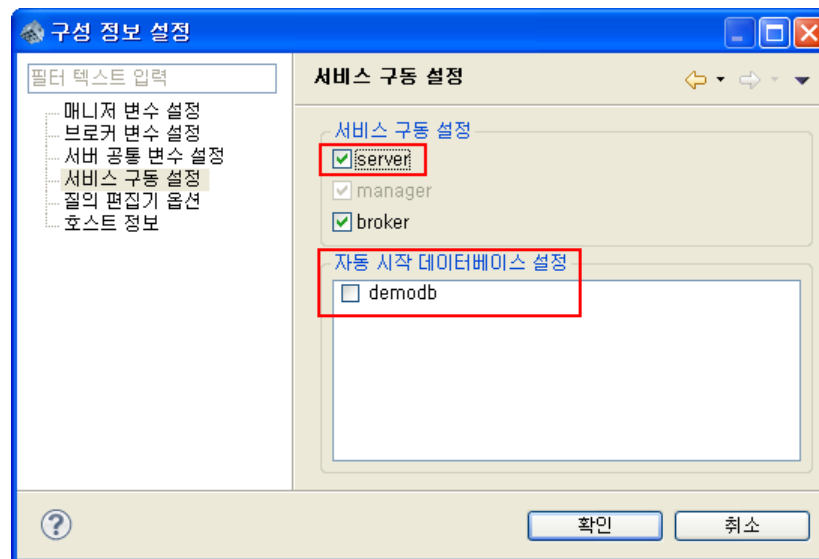 구성 정보 설정
필터 텍스트 입력
매니저 변수 설정
브로커 변수 설정
서버 공통 변수 설정
서비스 구동 설정
질의 편집기 옵션
호스트 정보
서비스 구동 설정
서비스 구동 설정
server
manager
broker
자동 시작 데이터베이스 설정
demodb
확인
취소